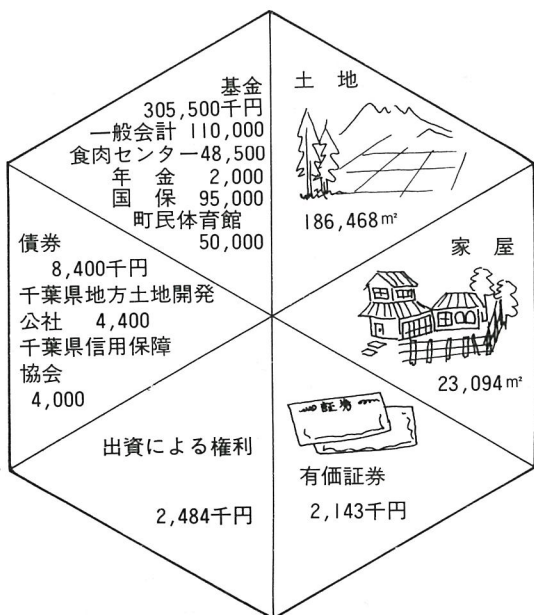 基金
305,500千円
一般会計 110,000
食肉センター 48,500
年金 2,000
国保 95,000
町民体育館
50,000
土地
186,468㎡
家屋
23,094㎡
証券
有価証券
2,143千円
出資による権利
2,484千円
債券
8,400千円
千葉県地方土地開発
公社 4,400
千葉県信用保障
協会
4,000